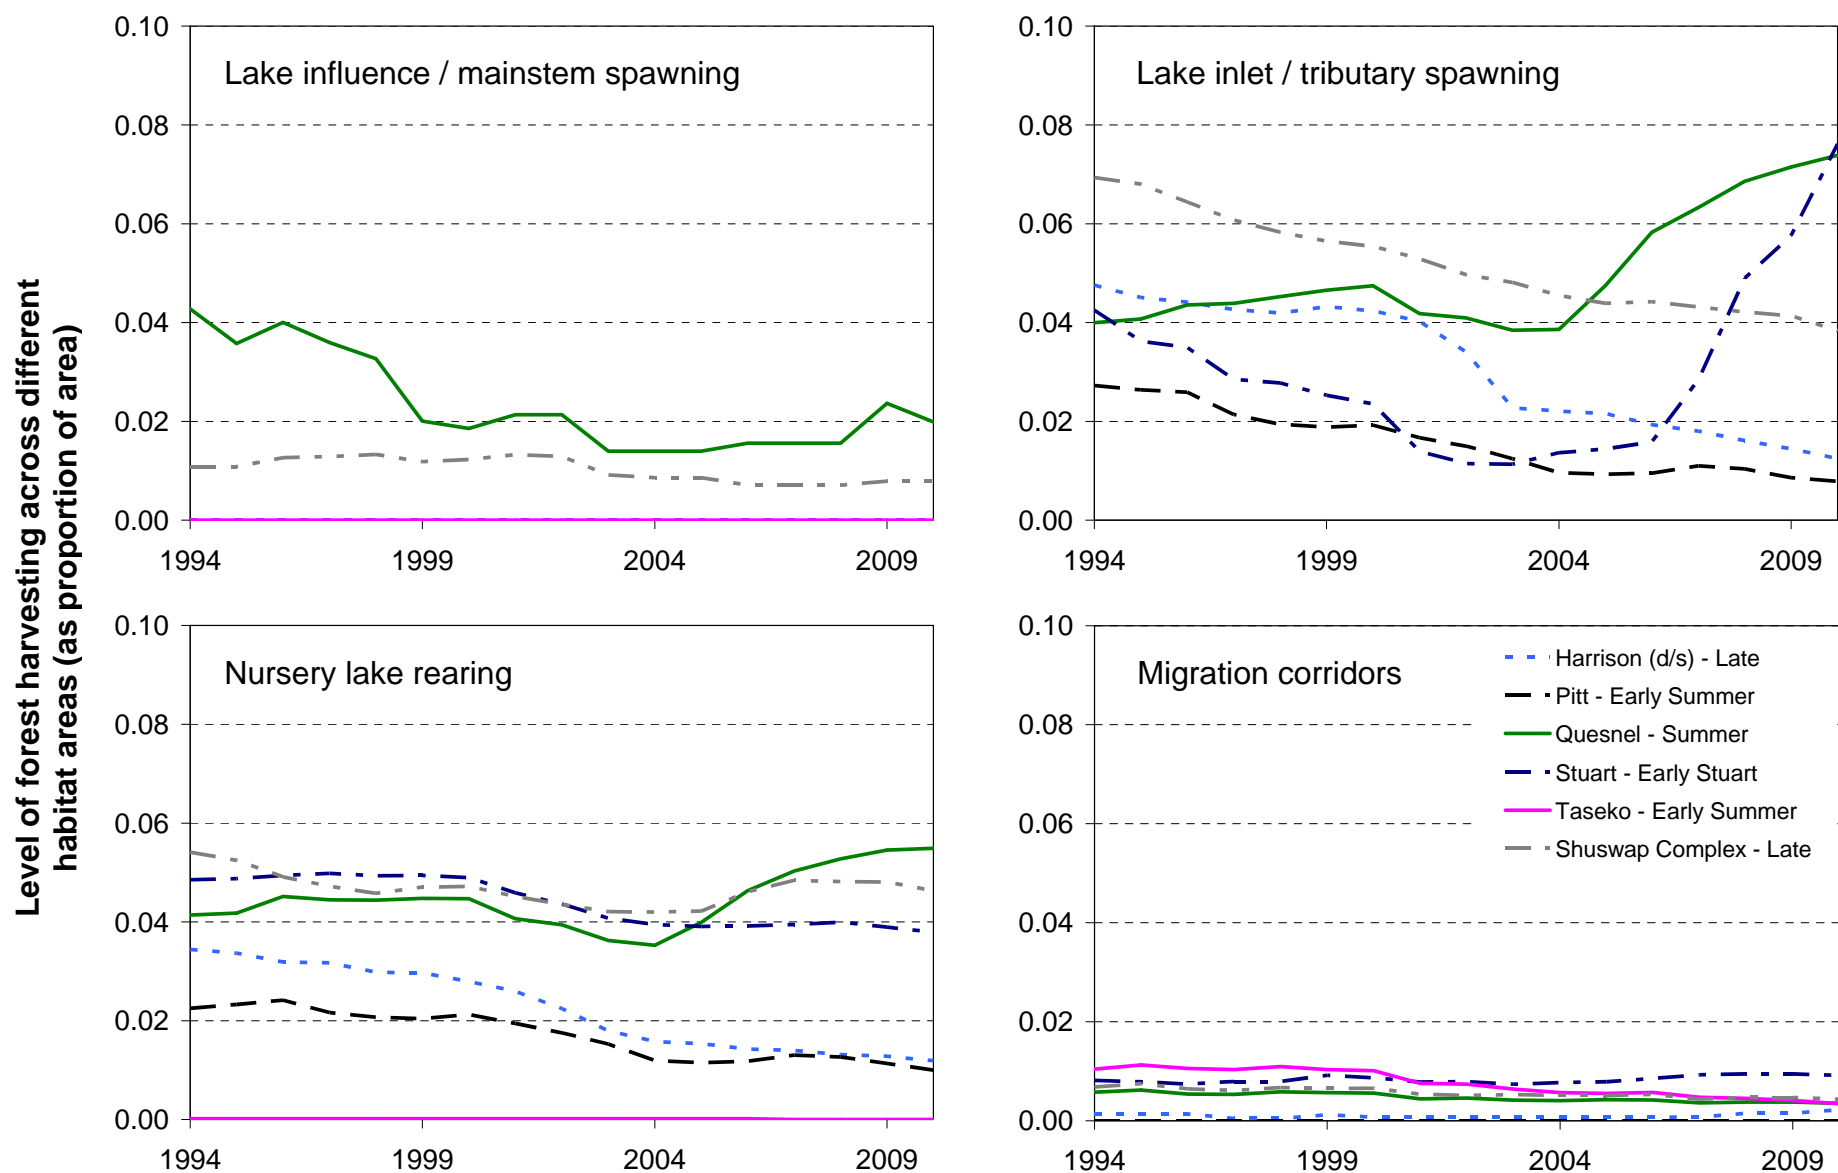 Level of forest harvesting across different
habitat areas (as proportion of area)
Lake influence / mainstem spawning
0.10
0.08
0.06
0.04
0.02
0.00
1994 1999 2004 2009
Lake inlet / tributary spawning
0.10
0.08
0.06
0.04
0.02
0.00
1994 1999 2004 2009
Nursery lake rearing
0.10
0.08
0.06
0.04
0.02
0.00
1994 1999 2004 2009
Migration corridors
0.10
0.08
0.06
0.04
0.02
0.00
1994 1999 2004 2009
Harrison (d/s) - Late
Pitt - Early Summer
Quesnel - Summer
Stuart - Early Stuart
Taseko - Early Summer
Shuswap Complex - Late